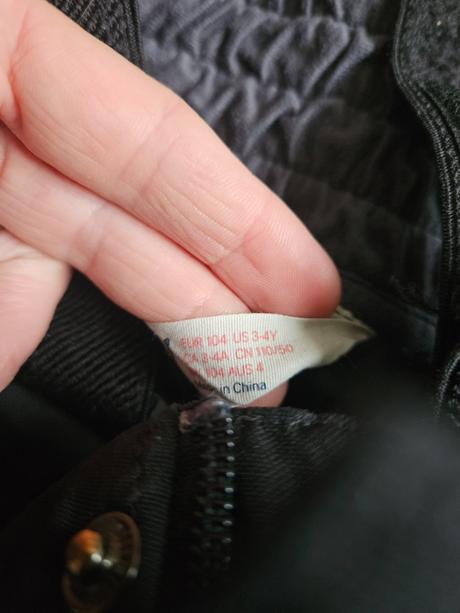 EUR 104 US 3-4Y
CA 3-4A CN 110/50
104 AUS 4
in China